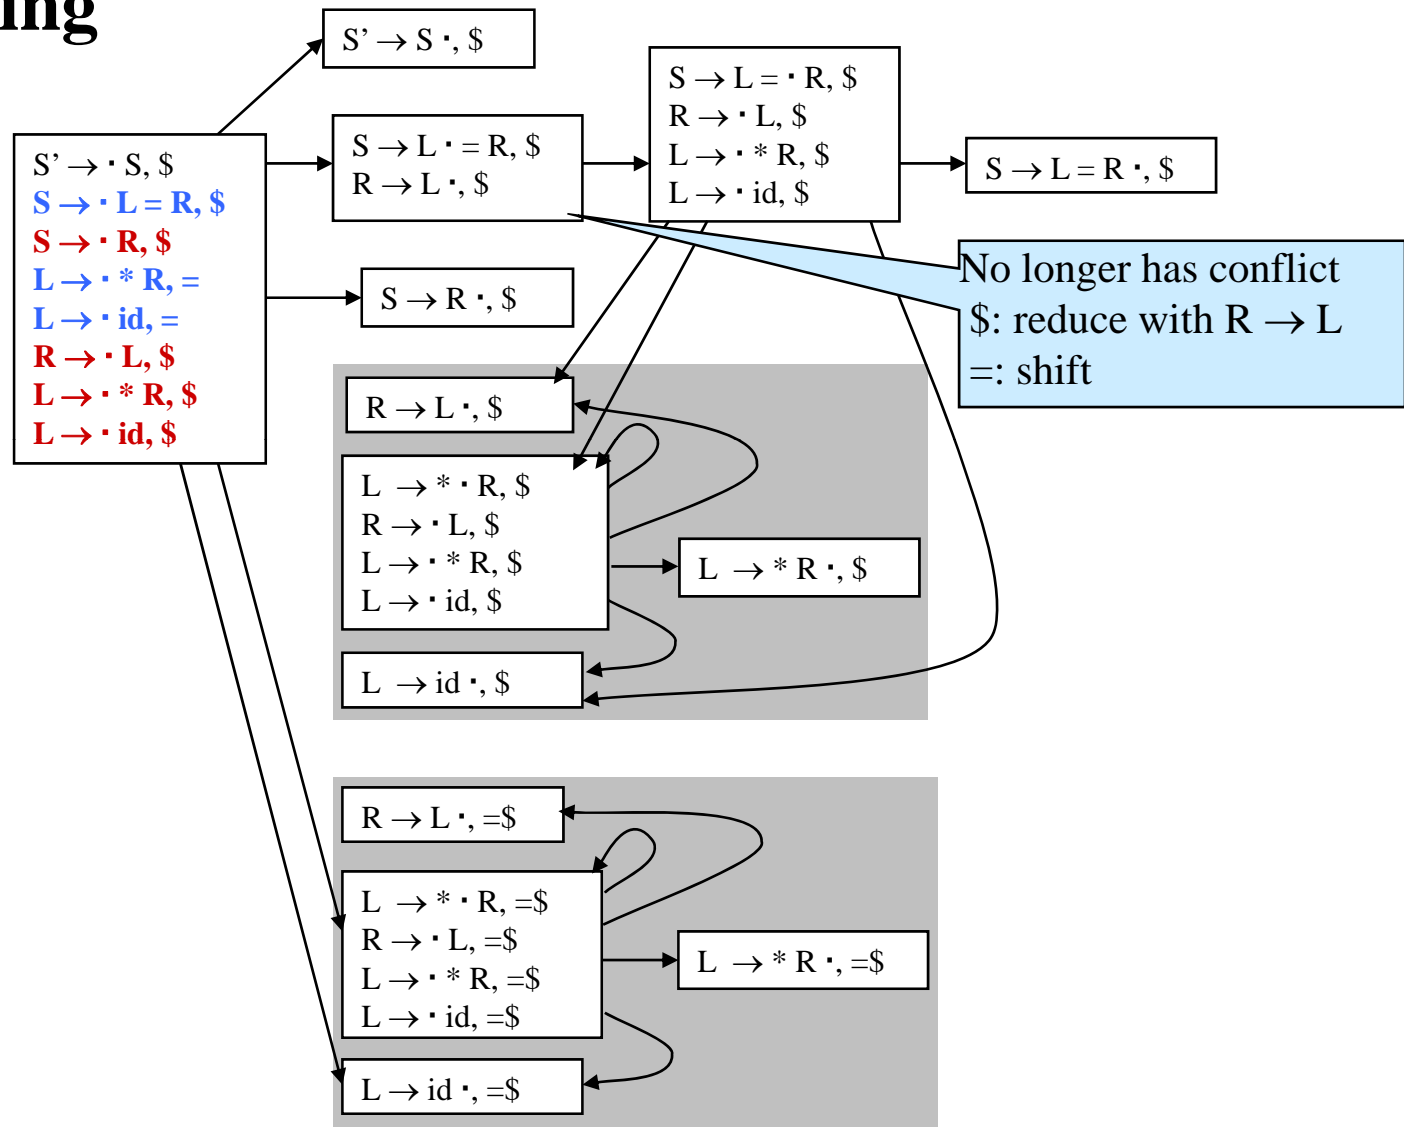 ing
S’ → S ·, $
S’ → · S, $
S → · L = R, $
S → · R, $
L → · * R, =
L → · id, =
R → · L, $
L → · * R, $
L → · id, $
S → L · = R, $
R → L ·, $
S → L = · R, $
R → · L, $
L → · * R, $
L → · id, $
S → L = R ·, $
S → R ·, $
No longer has conflict
$: reduce with R → L
=: shift
R → L ·, $
L → * · R, $
R → · L, $
L → · * R, $
L → · id, $
L → * R ·, $
L → id ·, $
R → L ·, =$
L → * · R, =$
R → · L, =$
L → · * R, =$
L → · id, =$
L → * R ·, =$
L → id ·, =$